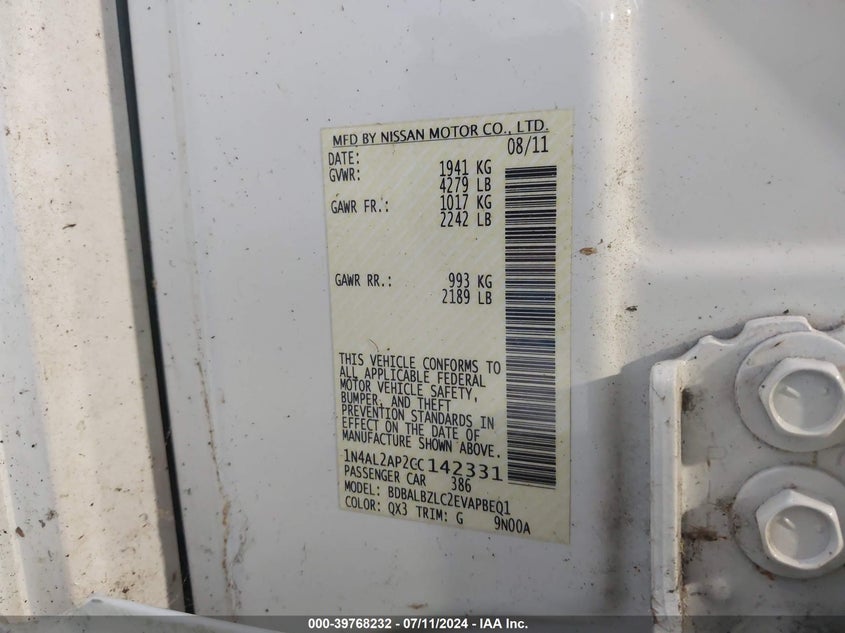 MFD BY NISSAN MOTOR CO., LTD.
DATE: 08/11
GVWR: 1941 KG
4279 LB
GAWR FR.: 1017 KG
2242 LB
GAWR RR.: 993 KG
2189 LB
THIS VEHICLE CONFORMS TO
ALL APPLICABLE FEDERAL
MOTOR VEHICLE SAFETY,
BUMPER, AND THEFT
PREVENTION STANDARDS IN
EFFECT ON THE DATE OF
MANUFACTURE SHOWN ABOVE.
1N4AL2AP2CC142331
PASSENGER CAR 386
MODEL: BDBALBZLC2EVAPBEQ1
COLOR: QX3 TRIM: G 9N00A
000-39768232 - 07/11/2024 - IAA Inc.